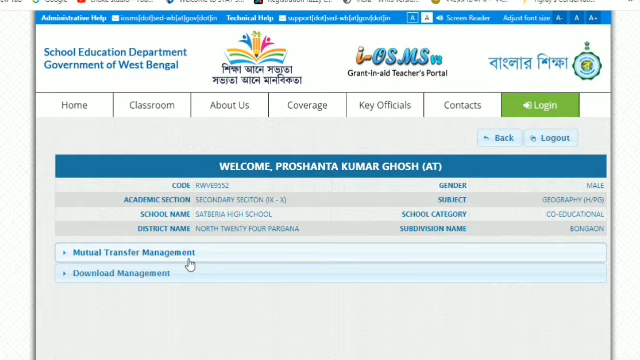 Administrative Help iosms[dot]sed-wb[at]gov[dot]in Technical Help support[dot]sed-wb[at]gov[dot]in A A Screen Reader Adjust font size A- A A+
School Education Department
Government of West Bengal
শিক্ষা আনে সভ্যতা
সভ্যতা আনে মানবিকতা
i-OSMS V2
Grant-in-aid Teacher's Portal
বাংলার শিক্ষা
Home Classroom About Us Coverage Key Officials Contacts Login
Back Logout
WELCOME, PROSHANTA KUMAR GHOSH (AT)
CODE RWVE9552 GENDER MALE
ACADEMIC SECTION SECONDARY SECITON (IX - X) SUBJECT GEOGRAPHY (H/PG)
SCHOOL NAME SATBERIA HIGH SCHOOL SCHOOL CATEGORY CO-EDUCATIONAL
DISTRICT NAME NORTH TWENTY FOUR PARGANA SUBDIVISION NAME BONGAON
Mutual Transfer Management
Download Management